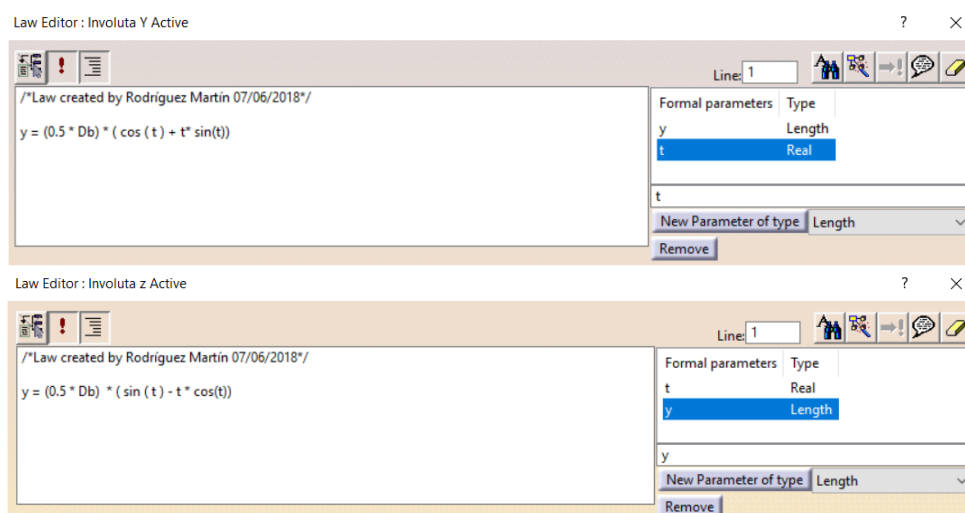 Law Editor : Involuta Y Active ?
Line: 1
/*Law created by Rodríguez Martín 07/06/2018*/
y = (0.5 * Db) * ( cos ( t ) + t* sin(t))
Formal parameters Type
y Length
t Real
t
New Parameter of type Length
Remove
Law Editor : Involuta z Active ?
Line: 1
/*Law created by Rodríguez Martín 07/06/2018*/
y = (0.5 * Db) * ( sin ( t ) - t * cos(t))
Formal parameters Type
t Real
y Length
y
New Parameter of type Length
Remove